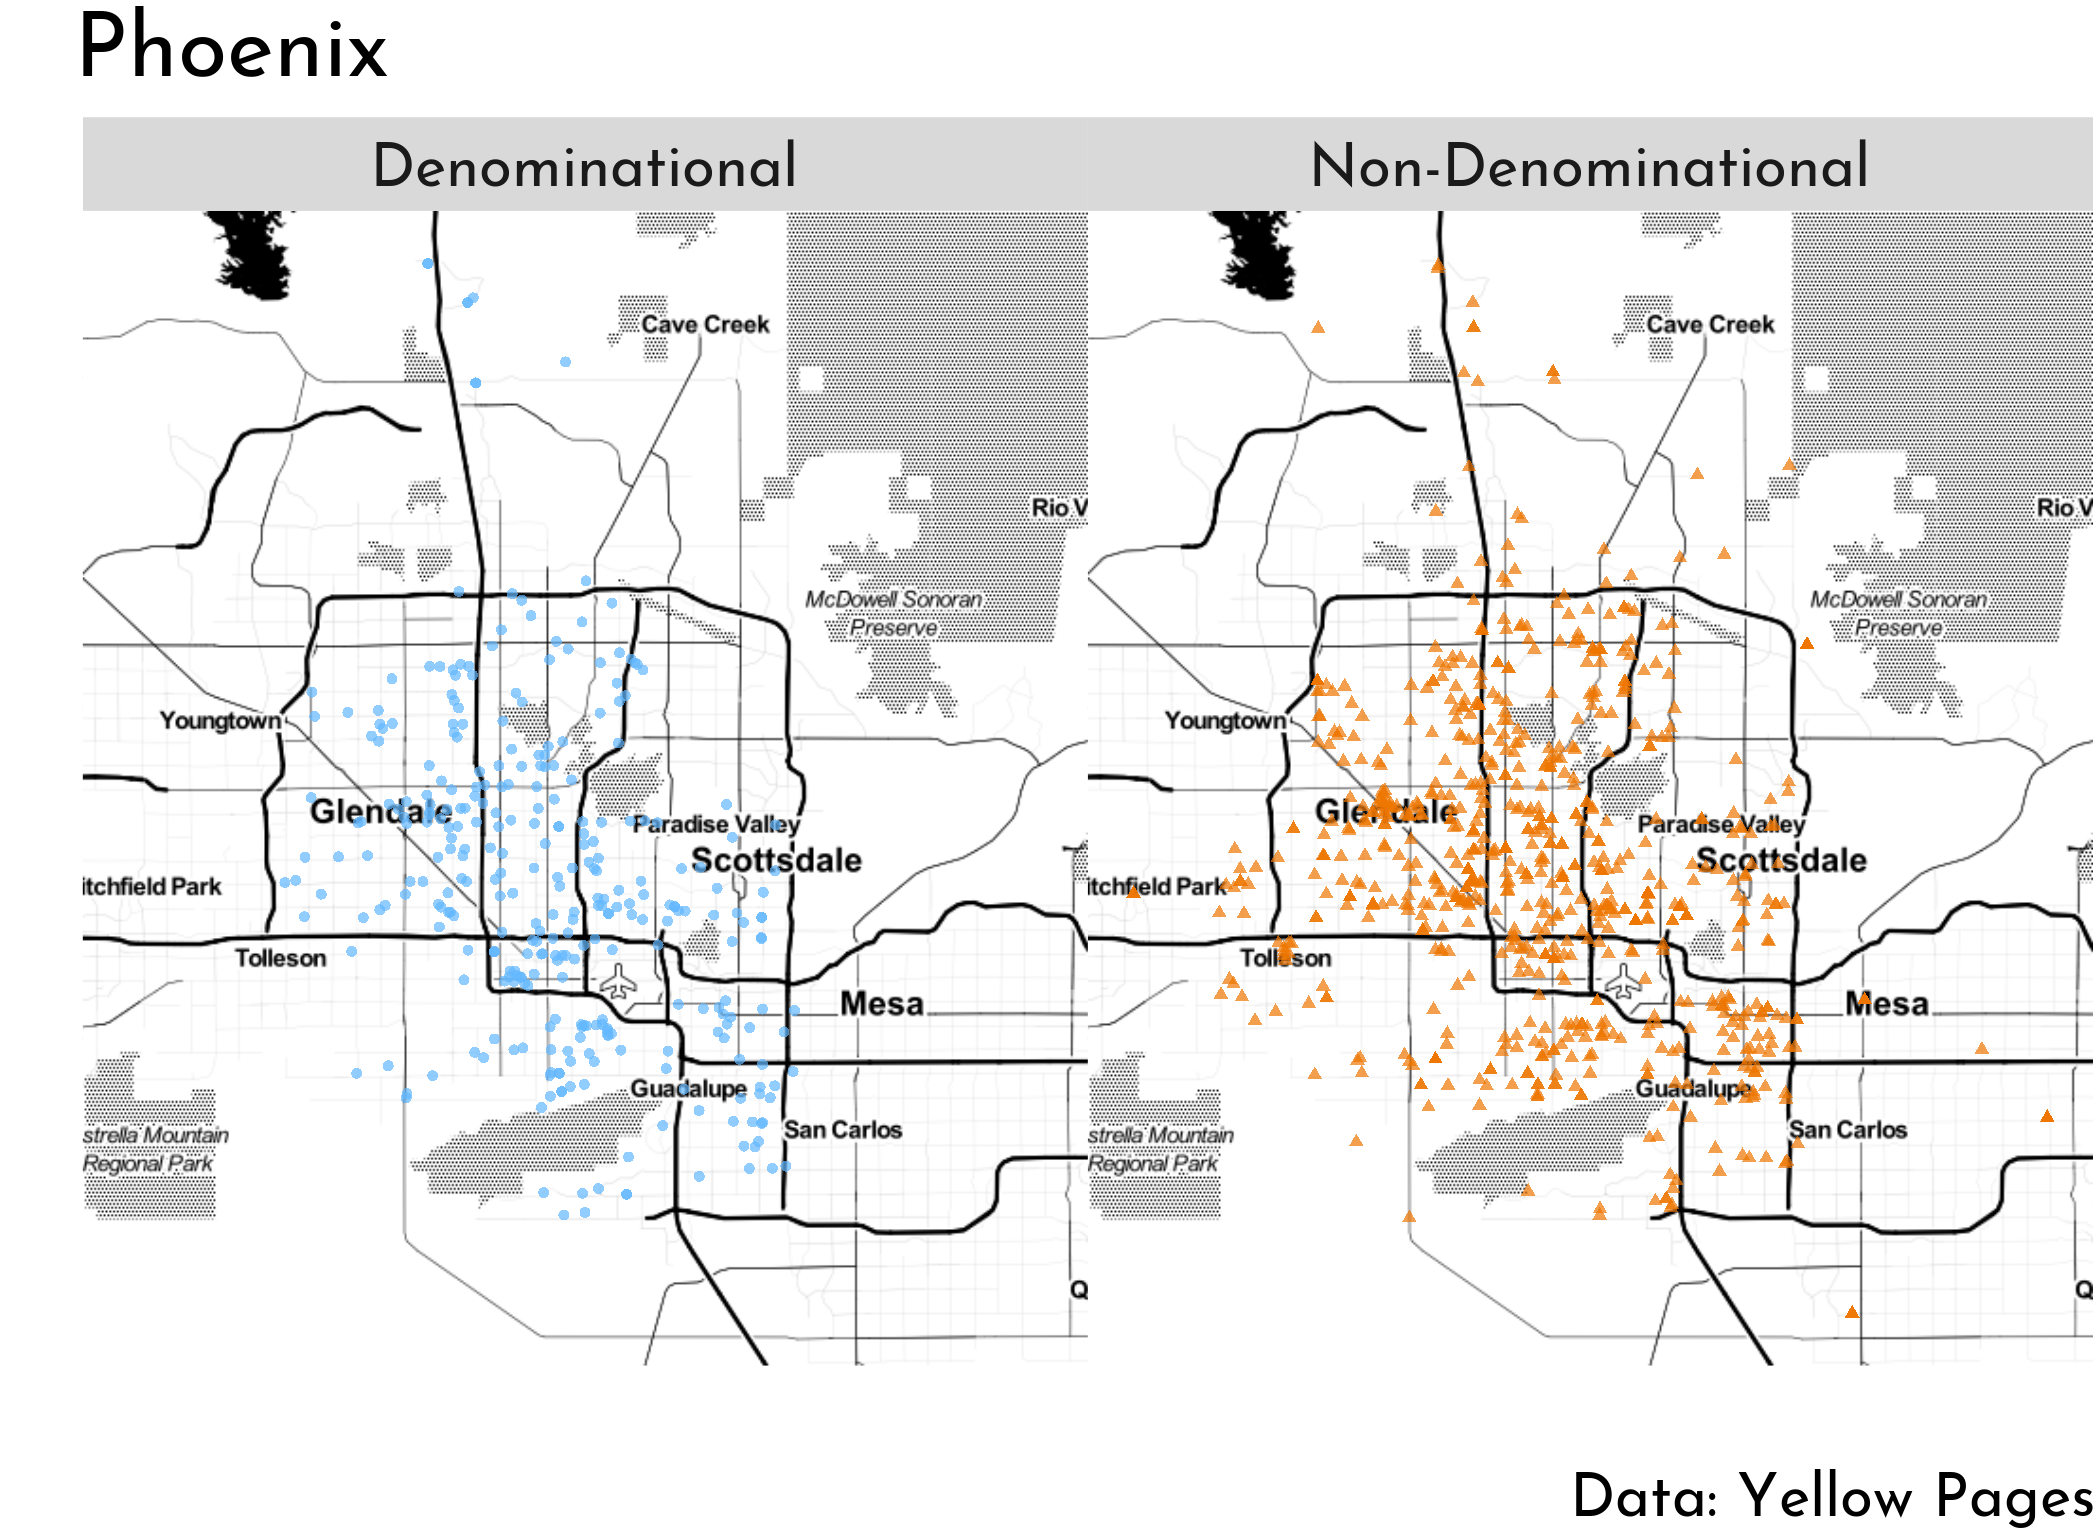 Phoenix
Denominational
Non-Denominational
Cave Creek
Rio V
McDowell Sonoran
Preserve
Youngtown
Glendale
Paradise Valley
Scottsdale
itchfield Park
Tolleson
Mesa
Guadalupe
San Carlos
strella Mountain
Regional Park
Q
Cave Creek
Rio V
McDowell Sonoran
Preserve
Youngtown
Glendale
Paradise Valley
Scottsdale
itchfield Park
Tolleson
Mesa
Guadalupe
San Carlos
strella Mountain
Regional Park
Q
Data: Yellow Pages